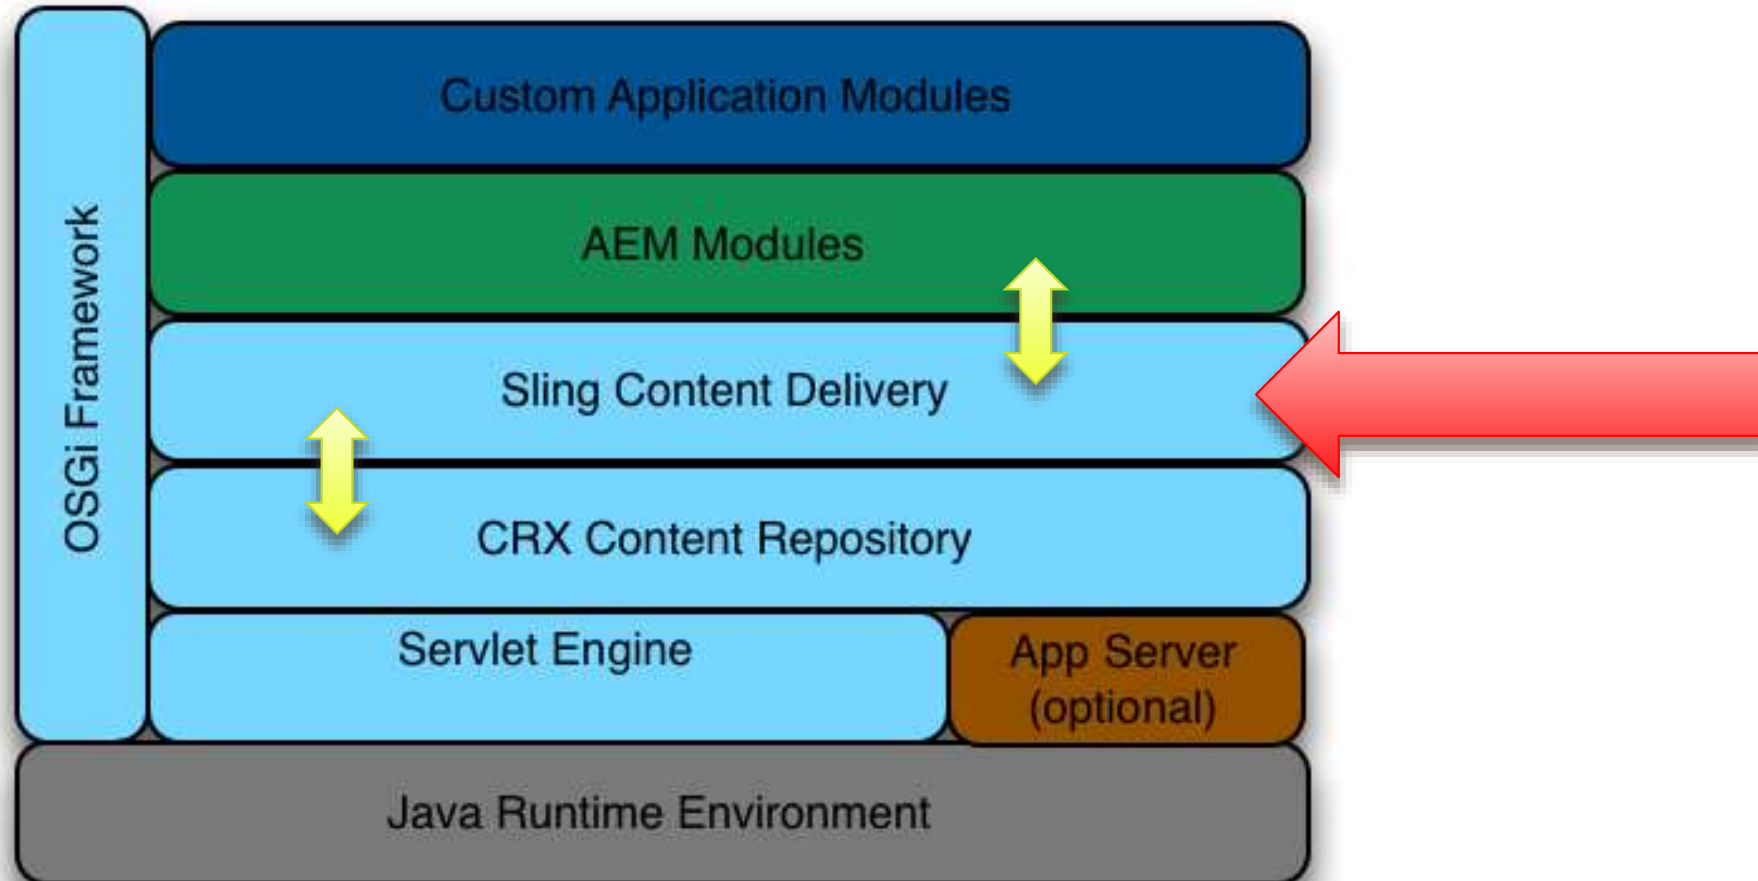 OSGi Framework
Custom Application Modules
AEM Modules
Sling Content Delivery
CRX Content Repository
Servlet Engine
App Server
(optional)
Java Runtime Environment